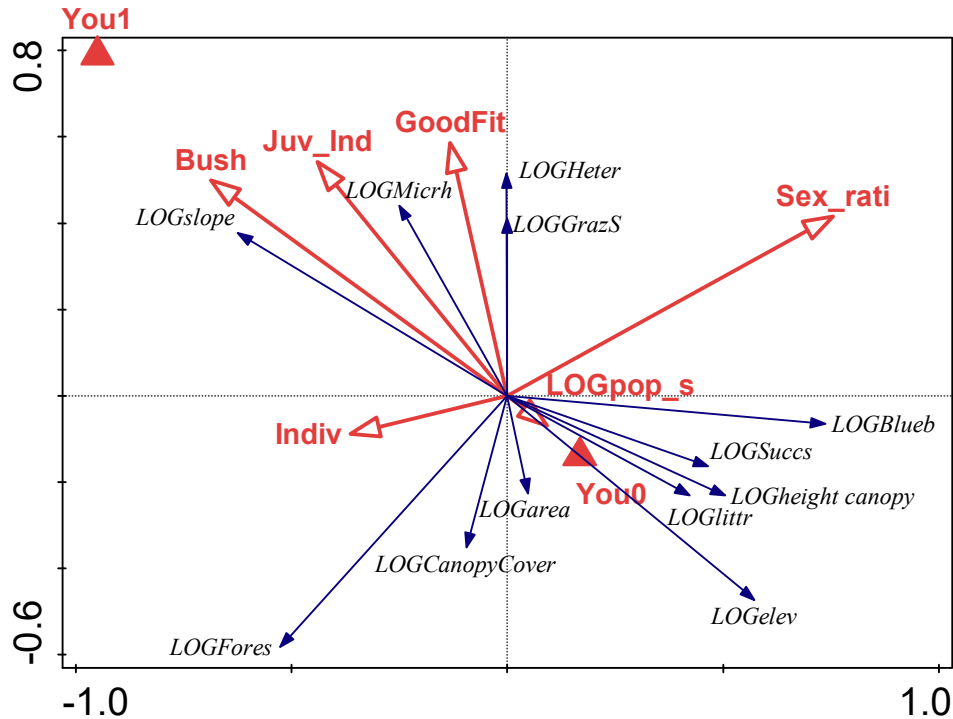 You1
0.8
GoodFit
Juv_Ind
Bush
LOGHeter
LOGMicrh
Sex_rati
LOGslope
LOGGrazS
LOGpop_s
LOGBlueb
Indiv
LOGSuccs
You0
LOGheight canopy
LOGarea
LOGlittr
LOGCanopyCover
LOGelev
-0.6
LOGFores
-1.0
1.0